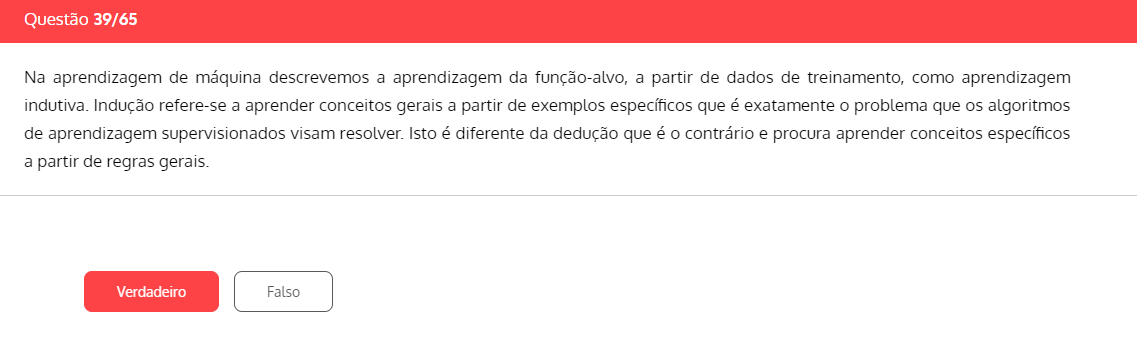 Questão 39/65
Na aprendizagem de máquina descrevemos a aprendizagem da função-alvo, a partir de dados de treinamento, como aprendizagem
indutiva. Indução refere-se a aprender conceitos gerais a partir de exemplos específicos que é exatamente o problema que os algoritmos
de aprendizagem supervisionados visam resolver. Isto é diferente da dedução que é o contrário e procura aprender conceitos específicos
a partir de regras gerais.
Verdadeiro Falso